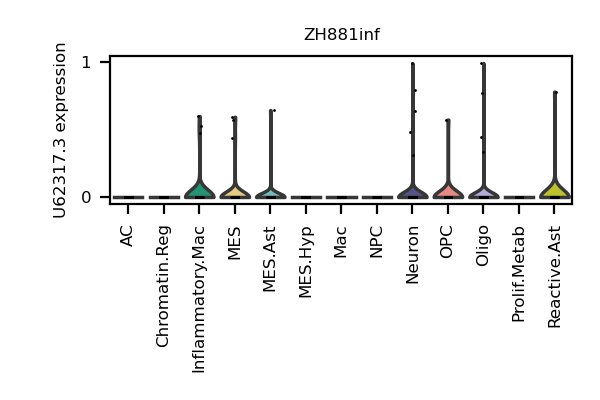 ZH881inf
U62317.3 expression
1
0
AC
Chromatin.Reg
Inflammatory.Mac
MES
MES.Ast
MES.Hyp
Mac
NPC
Neuron
OPC
Oligo
Prolif.Metab
Reactive.Ast